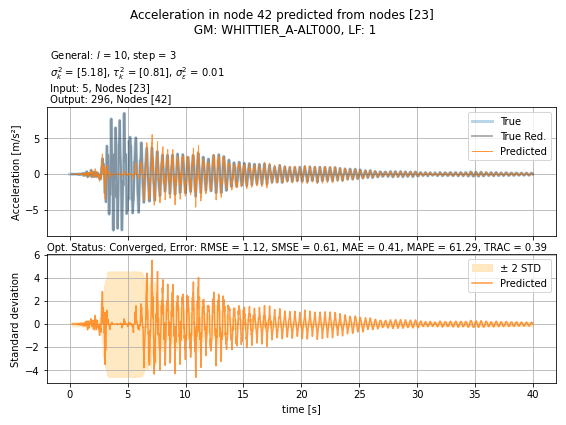 Acceleration in node 42 predicted from nodes [23]
GM: WHITTIER_A-ALT000, LF: 1
General: l = 10, step = 3
σ²ₖ = [5.18], τ²ₖ = [0.81], σ²ε = 0.01
Input: 5, Nodes [23]
Output: 296, Nodes [42]
True
True Red.
Predicted
5
0
−5
Acceleration [m/s²]
Opt. Status: Converged, Error: RMSE = 1.12, SMSE = 0.61, MAE = 0.41, MAPE = 61.29, TRAC = 0.39
± 2 STD
Predicted
6
4
2
0
−2
−4
Standard deviation
0 5 10 15 20 25 30 35 40
time [s]